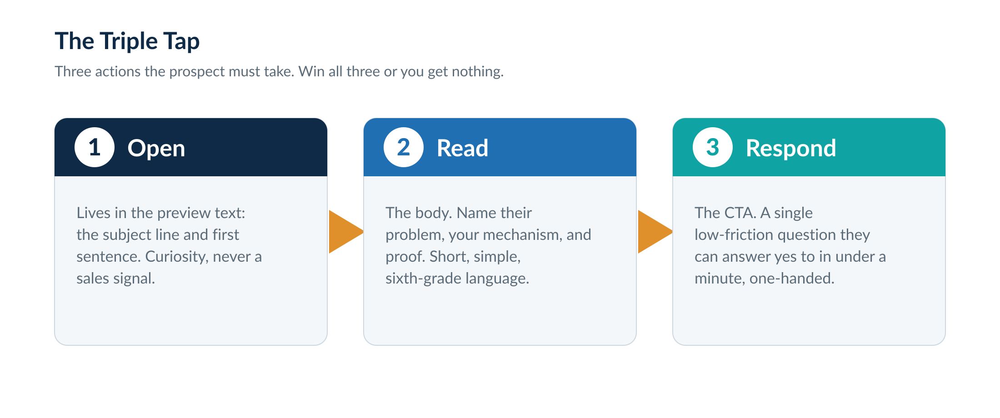 The Triple Tap
Three actions the prospect must take. Win all three or you get nothing.
1 Open
Lives in the preview text:
the subject line and first
sentence. Curiosity, never a
sales signal.
2 Read
The body. Name their
problem, your mechanism, and
proof. Short, simple,
sixth-grade language.
3 Respond
The CTA. A single
low-friction question they
can answer yes to in under a
minute, one-handed.